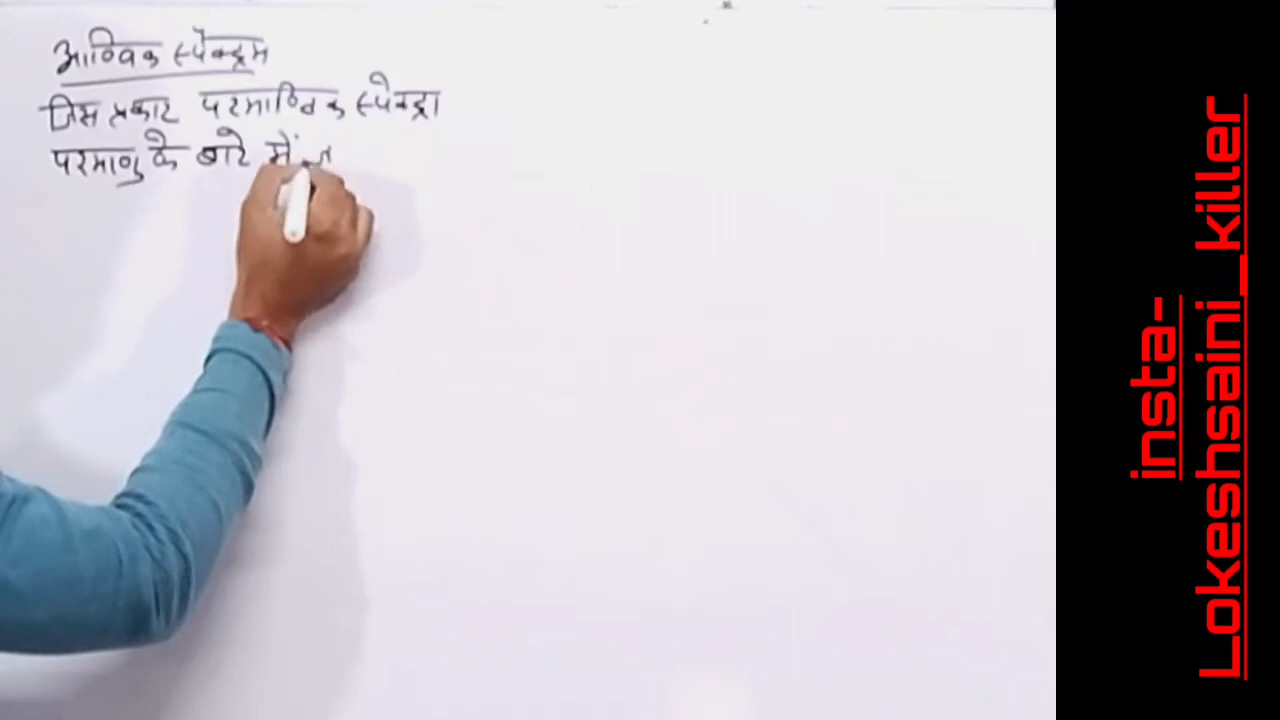 आण्विक स्पेक्ट्रम
जिस प्रकार परमाण्विक स्पेक्ट्रा
परमाणु के बारे में
insta-
Lokeshsaini_killer